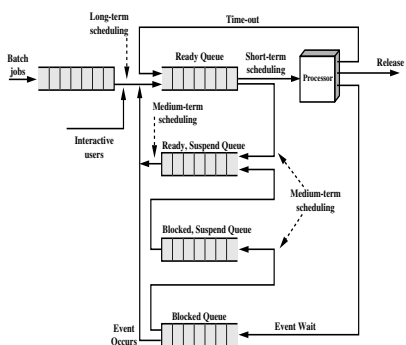 Long-term
scheduling
Time-out
Batch
jobs
Ready Queue
Short-term
scheduling
Processor
Release
Interactive
users
Medium-term
scheduling
Ready, Suspend Queue
Medium-term
scheduling
Blocked, Suspend Queue
Blocked Queue
Event
Occurs
Event Wait